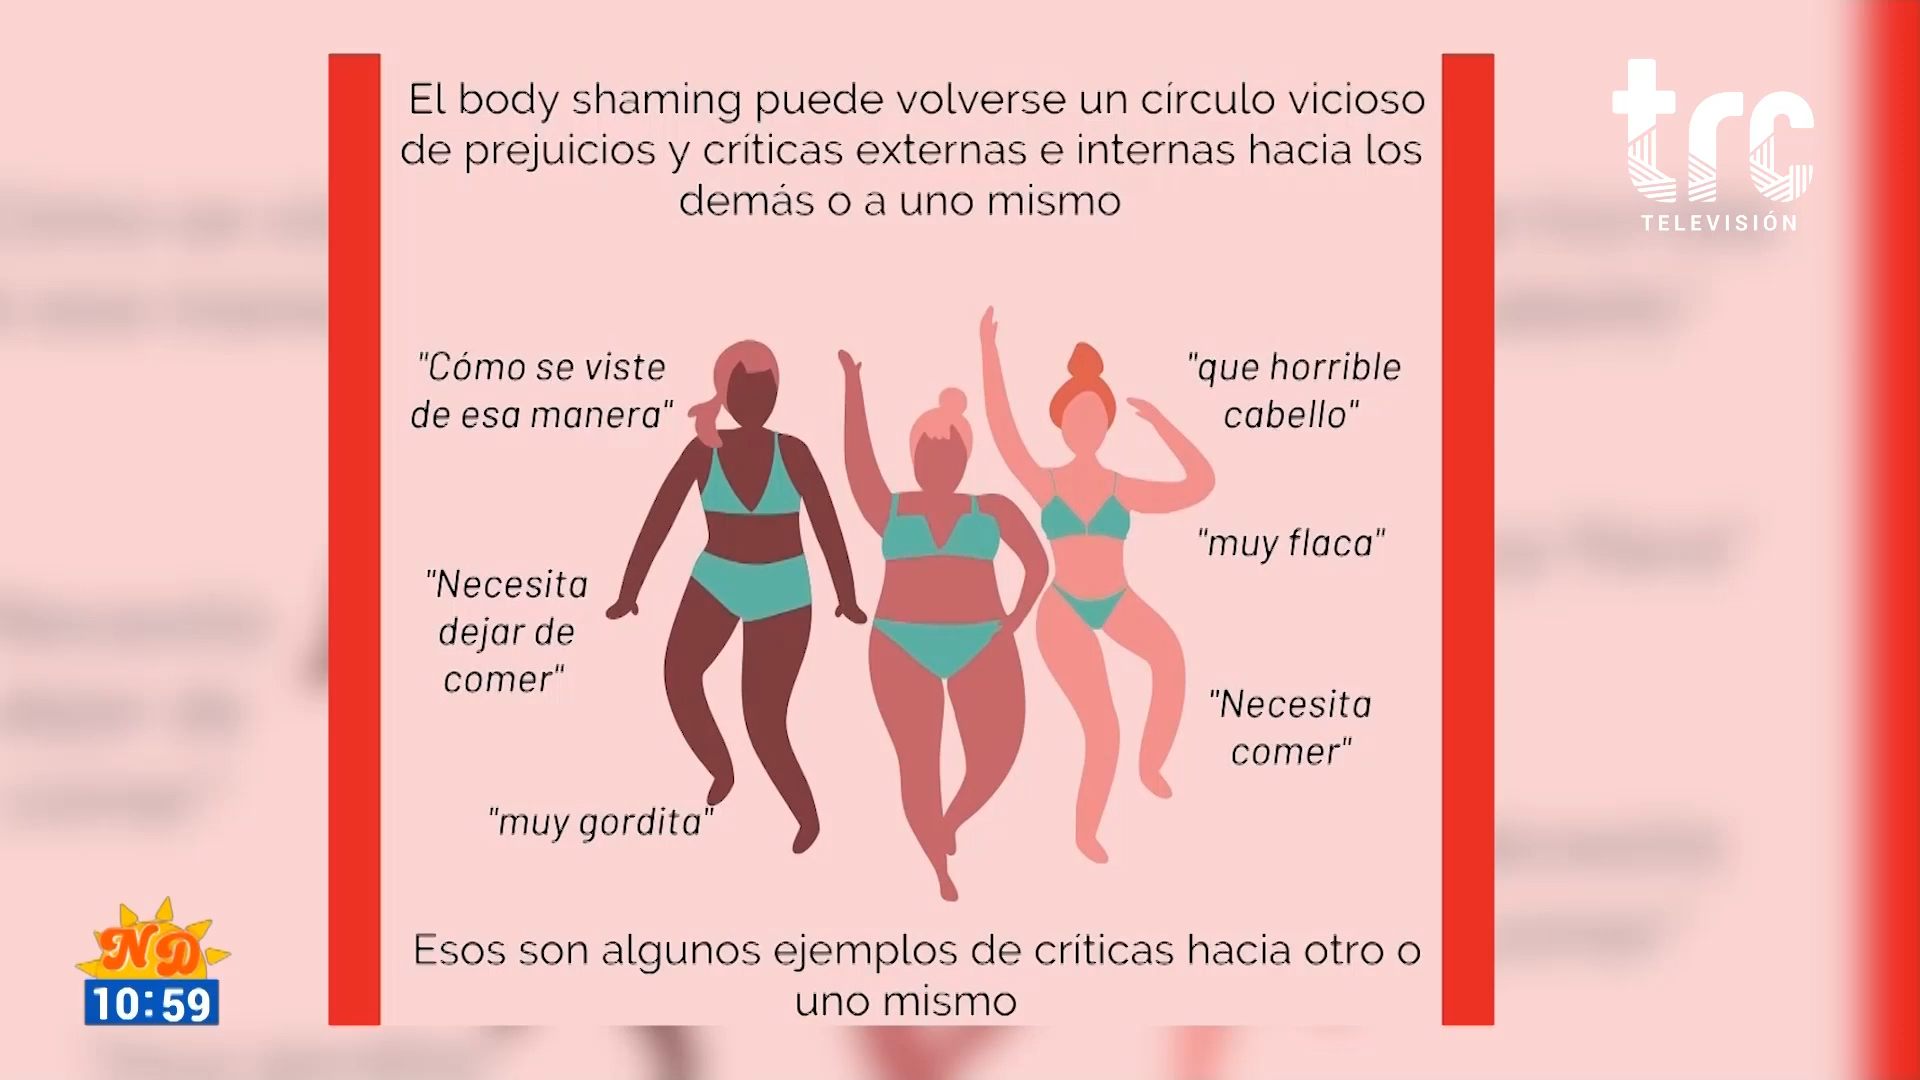 El body shaming puede volverse un círculo vicioso
de prejuicios y críticas externas e internas hacia los
demás o a uno mismo
trc
TELEVISIÓN
"Cómo se viste
de esa manera"
"que horrible
cabello"
"muy flaca"
"Necesita
dejar de
comer"
"Necesita
comer"
"muy gordita"
Esos son algunos ejemplos de críticas hacia otro o
uno mismo
ND
10:59